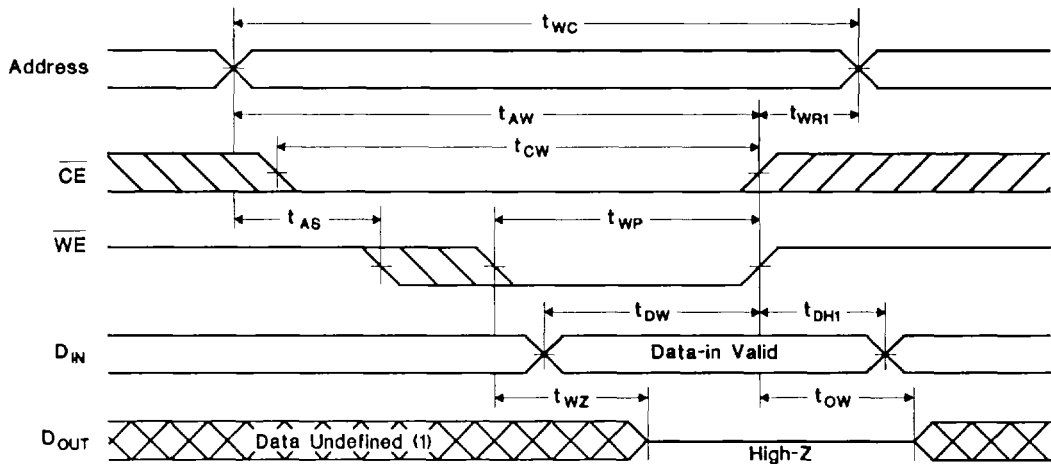 tWC
Address
tAW
tWR1
tCW
CE
tAS
tWP
WE
tDW
tDH1
DIN
Data-in Valid
tWZ
tOW
DOUT
Data Undefined (1)
High-Z